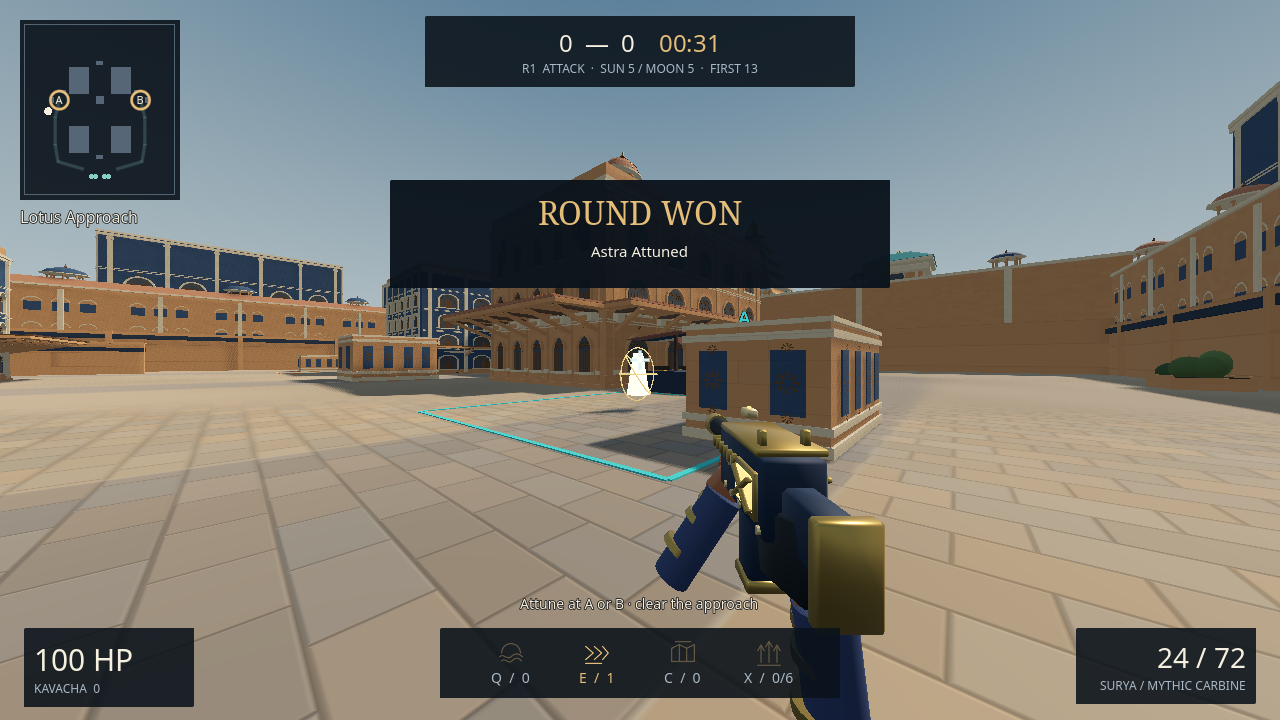 0 — 0 00:31
R1 ATTACK · SUN 5 / MOON 5 · FIRST 13
A
B
Lotus Approach
ROUND WON
Astra Attuned
A
Attune at A or B · clear the approach
100 HP
KAVACHA 0
Q / 0
E / 1
C / 0
X / 0/6
24 / 72
SURYA / MYTHIC CARBINE